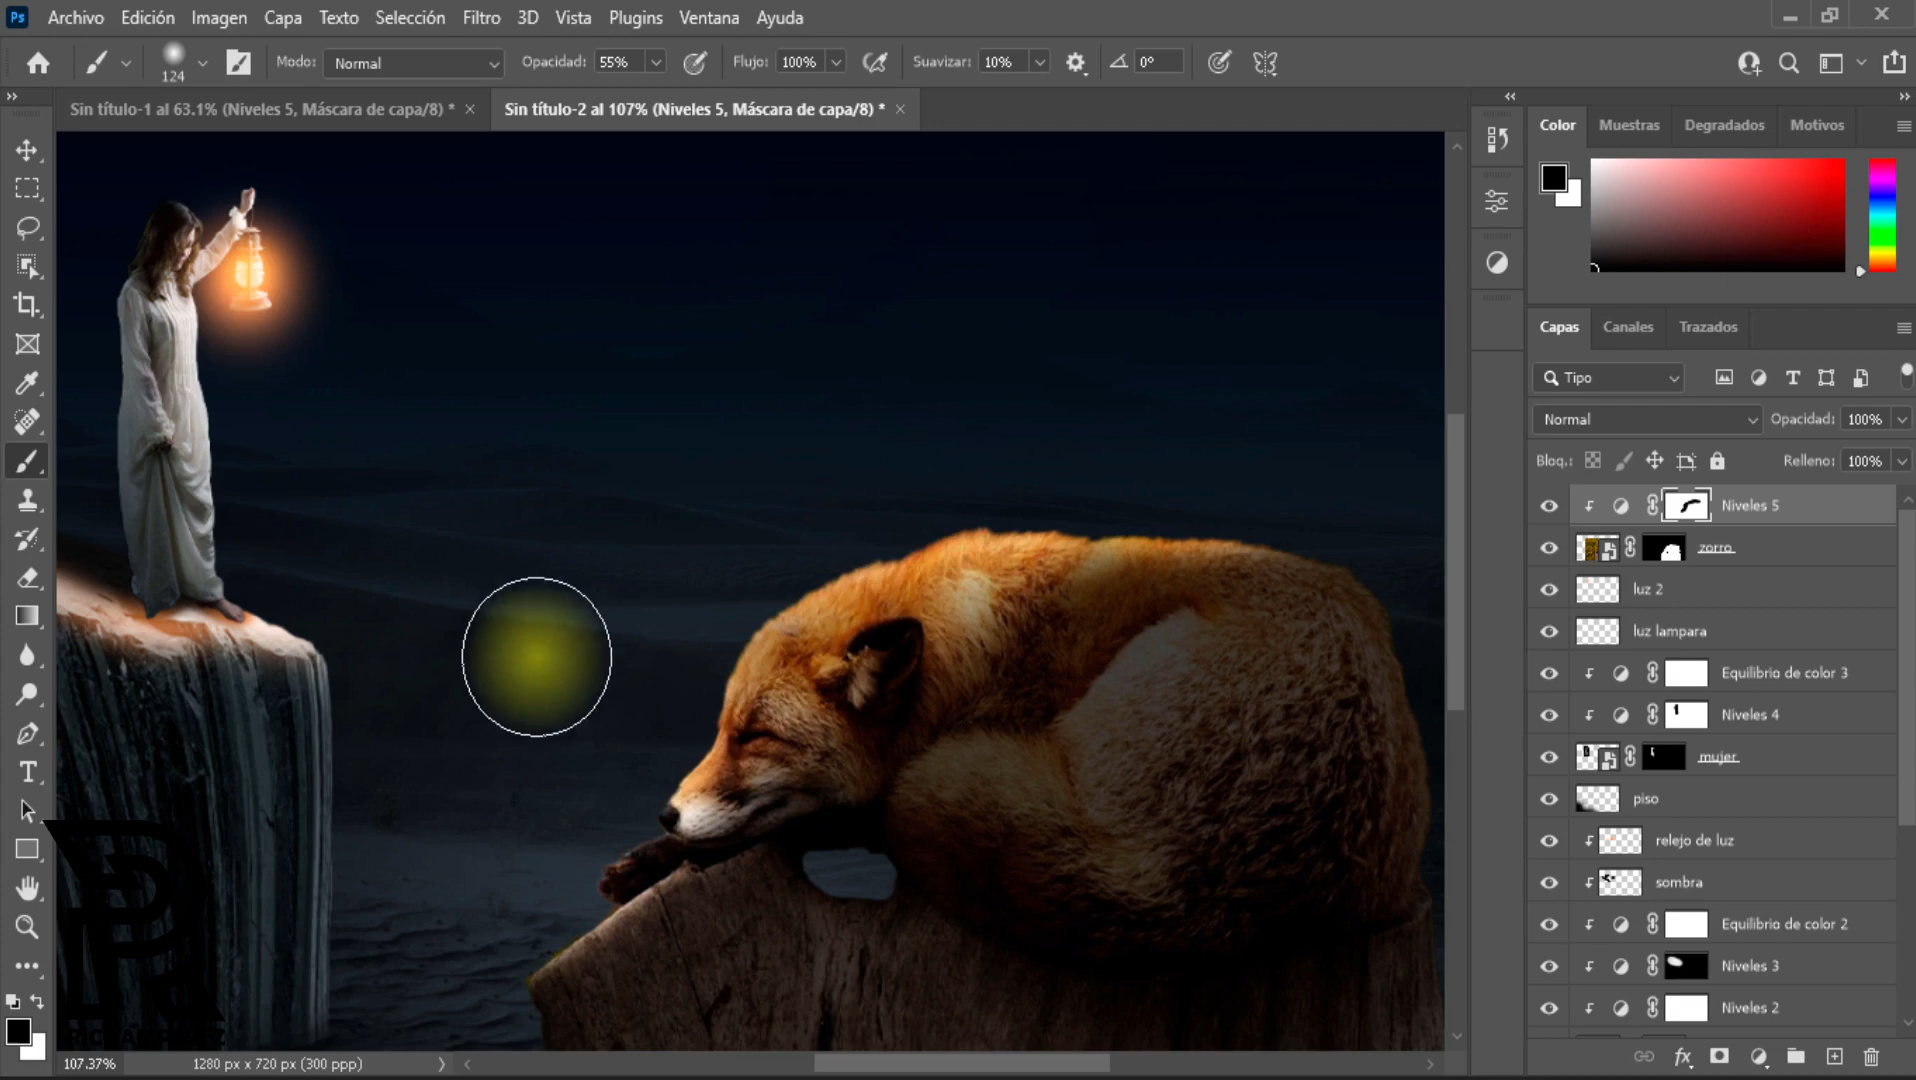 Ps Archivo Edición Imagen Capa Texto Selección Filtro 3D Vista Plugins Ventana Ayuda
124 Modo: Normal Opacidad: 55% Flujo: 100% Suavizar: 10% 0°
Sin título-1 al 63.1% (Niveles 5, Máscara de capa/8) * × Sin título-2 al 107% (Niveles 5, Máscara de capa/8) * ×
Color Muestras Degradados Motivos
Capas Canales Trazados
Tipo
Normal Opacidad: 100%
Bloq.: Relleno: 100%
Niveles 5
zorro
luz 2
luz lampara
Equilibrio de color 3
Niveles 4
mujer
piso
relejo de luz
sombra
Equilibrio de color 2
Niveles 3
Niveles 2
107.37% 1280 px x 720 px (300 ppp)